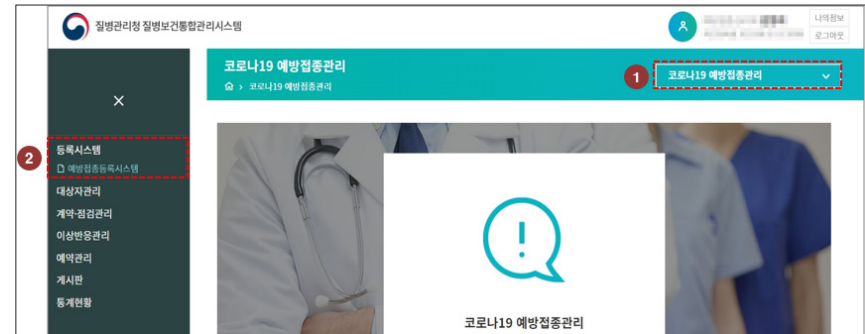 질병관리청 질병보건통합관리시스템
나의정보
로그아웃
코로나19 예방접종관리
코로나19 예방접종관리
1
코로나19 예방접종관리
2
등록시스템
예방접종등록시스템
대상자관리
계약·점검관리
이상반응관리
예약관리
게시판
통계현황
코로나19 예방접종관리